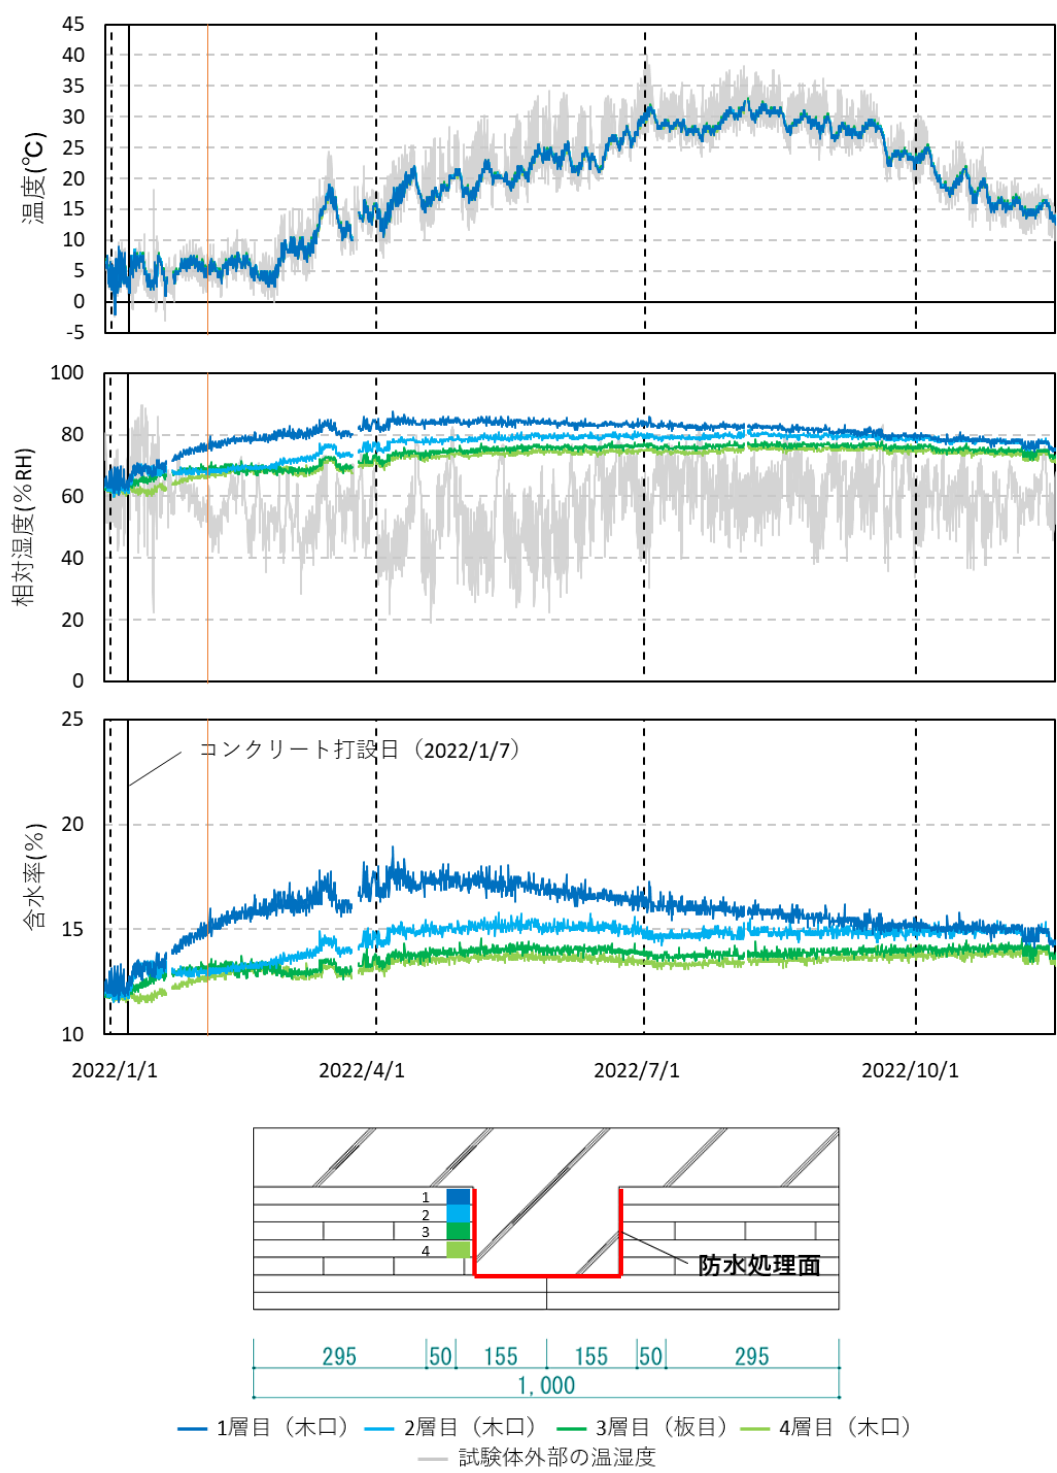 温度(℃)
45
40
35
30
25
20
15
10
5
0
-5
相対湿度(%RH)
100
80
60
40
20
0
含水率(%)
25
20
15
10
コンクリート打設日（2022/1/7）
2022/1/1 2022/4/1 2022/7/1 2022/10/1
1
2
3
4
防水処理面
295 50 155 155 50 295
1,000
1層目（木口） 2層目（木口） 3層目（板目） 4層目（木口）
試験体外部の温湿度